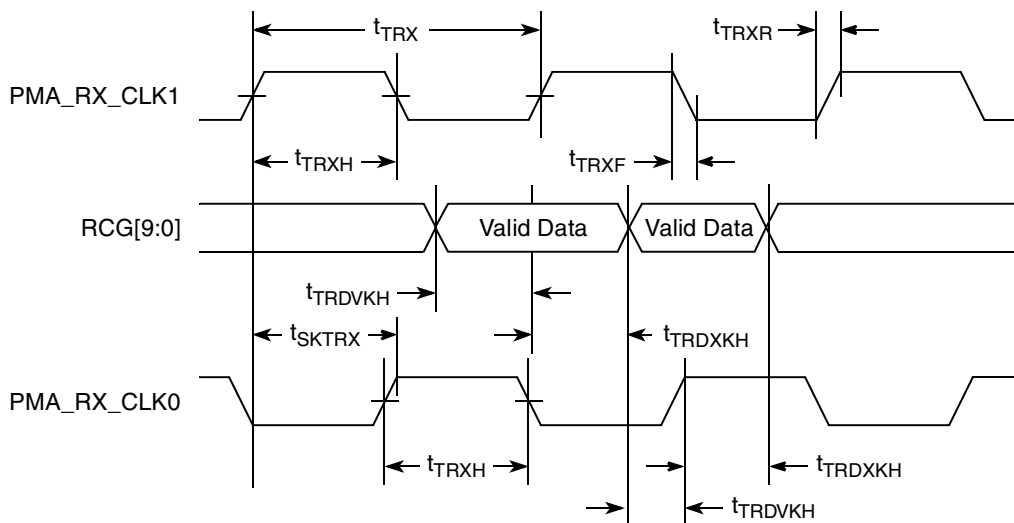 tTRX
tTRXR
PMA_RX_CLK1
tTRXH
tTRXF
RCG[9:0]
Valid Data
Valid Data
tTRDVKH
tSKTRX
tTRDXKH
PMA_RX_CLK0
tTRXH
tTRDXKH
tTRDVKH